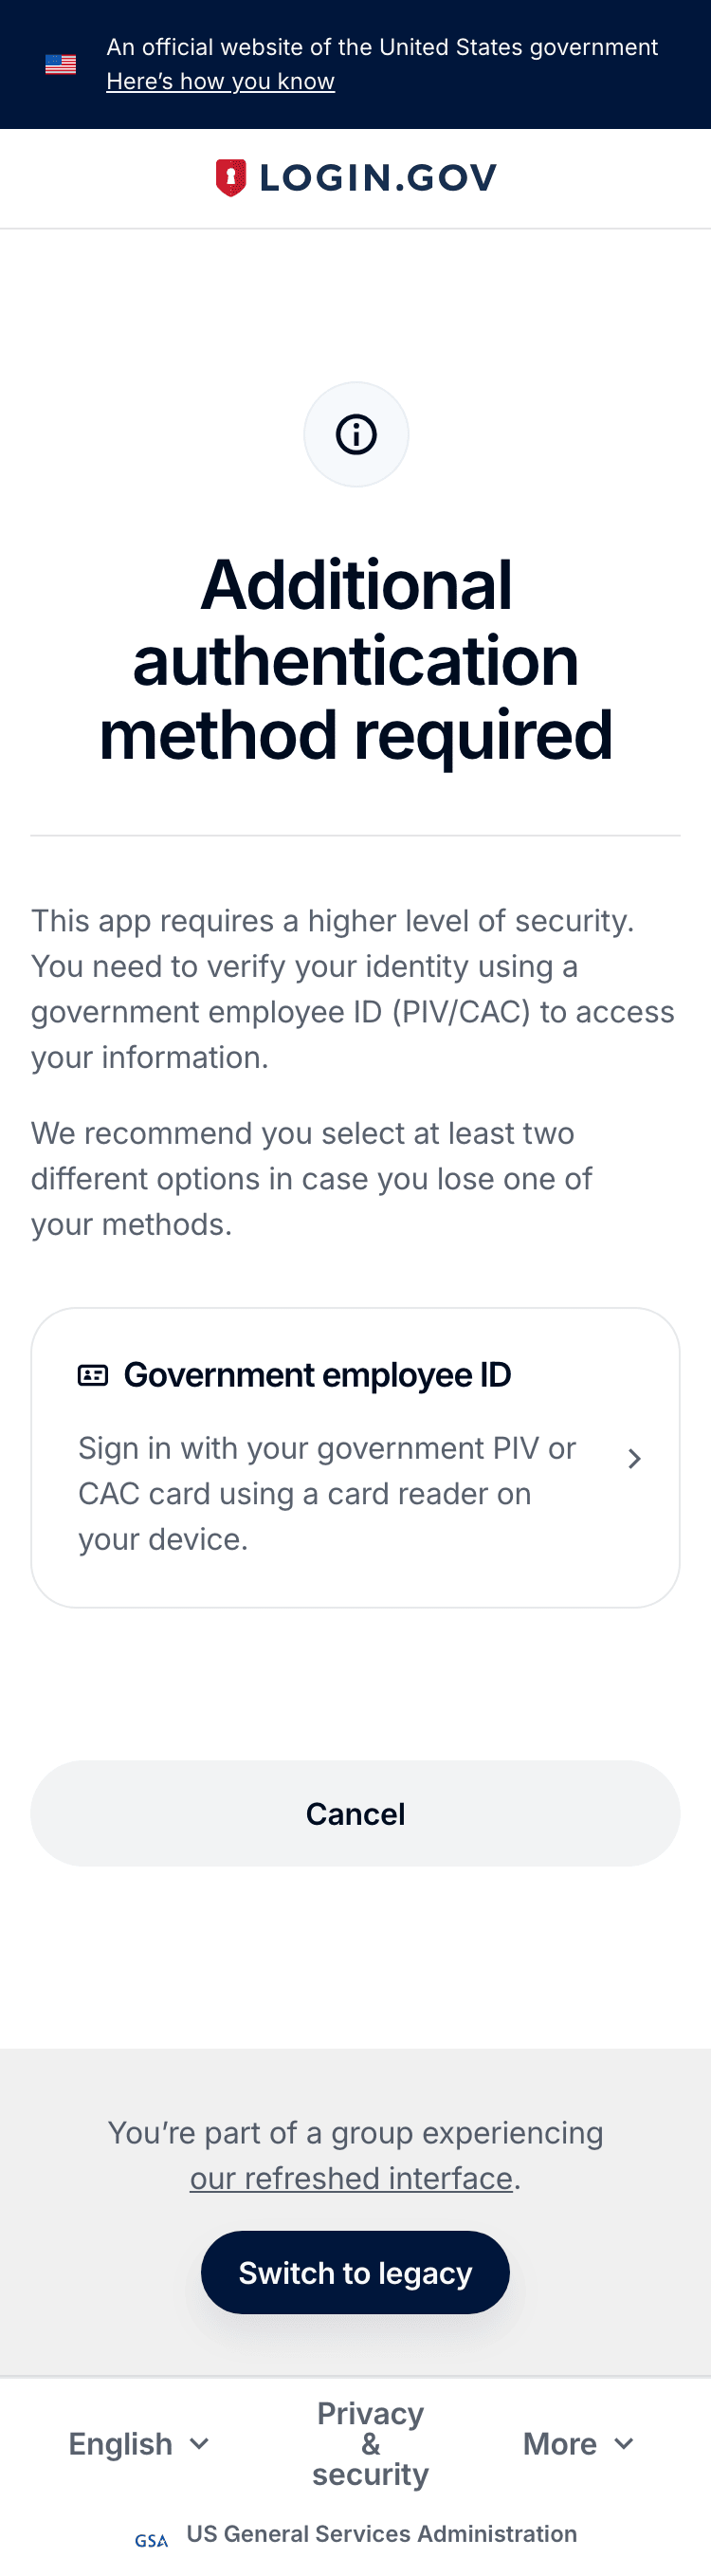 An official website of the United States government
Here’s how you know
LOGIN.GOV
Additional
authentication
method required
This app requires a higher level of security.
You need to verify your identity using a
government employee ID (PIV/CAC) to access
your information.
We recommend you select at least two
different options in case you lose one of
your methods.
Government employee ID
Sign in with your government PIV or
CAC card using a card reader on
your device.
Cancel
You’re part of a group experiencing
our refreshed interface.
Switch to legacy
English
Privacy
&
security
More
GSA US General Services Administration